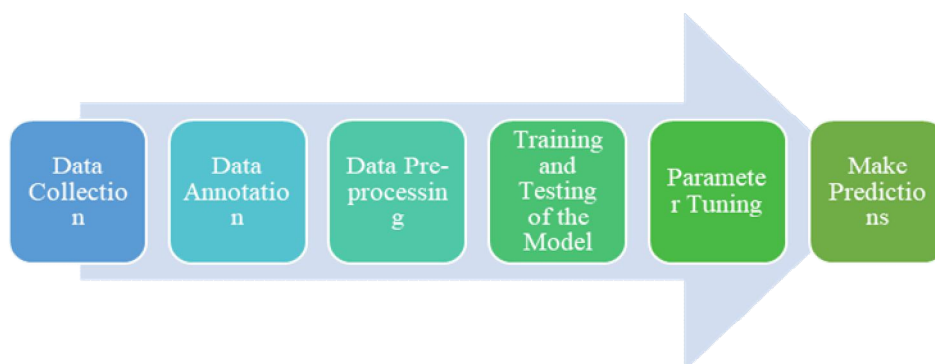 Data
Collectio
n
Data
Annotatio
n
Data Pre-
processin
g
Training
and
Testing
of the
Model
Paramete
r Tuning
Make
Predictio
ns